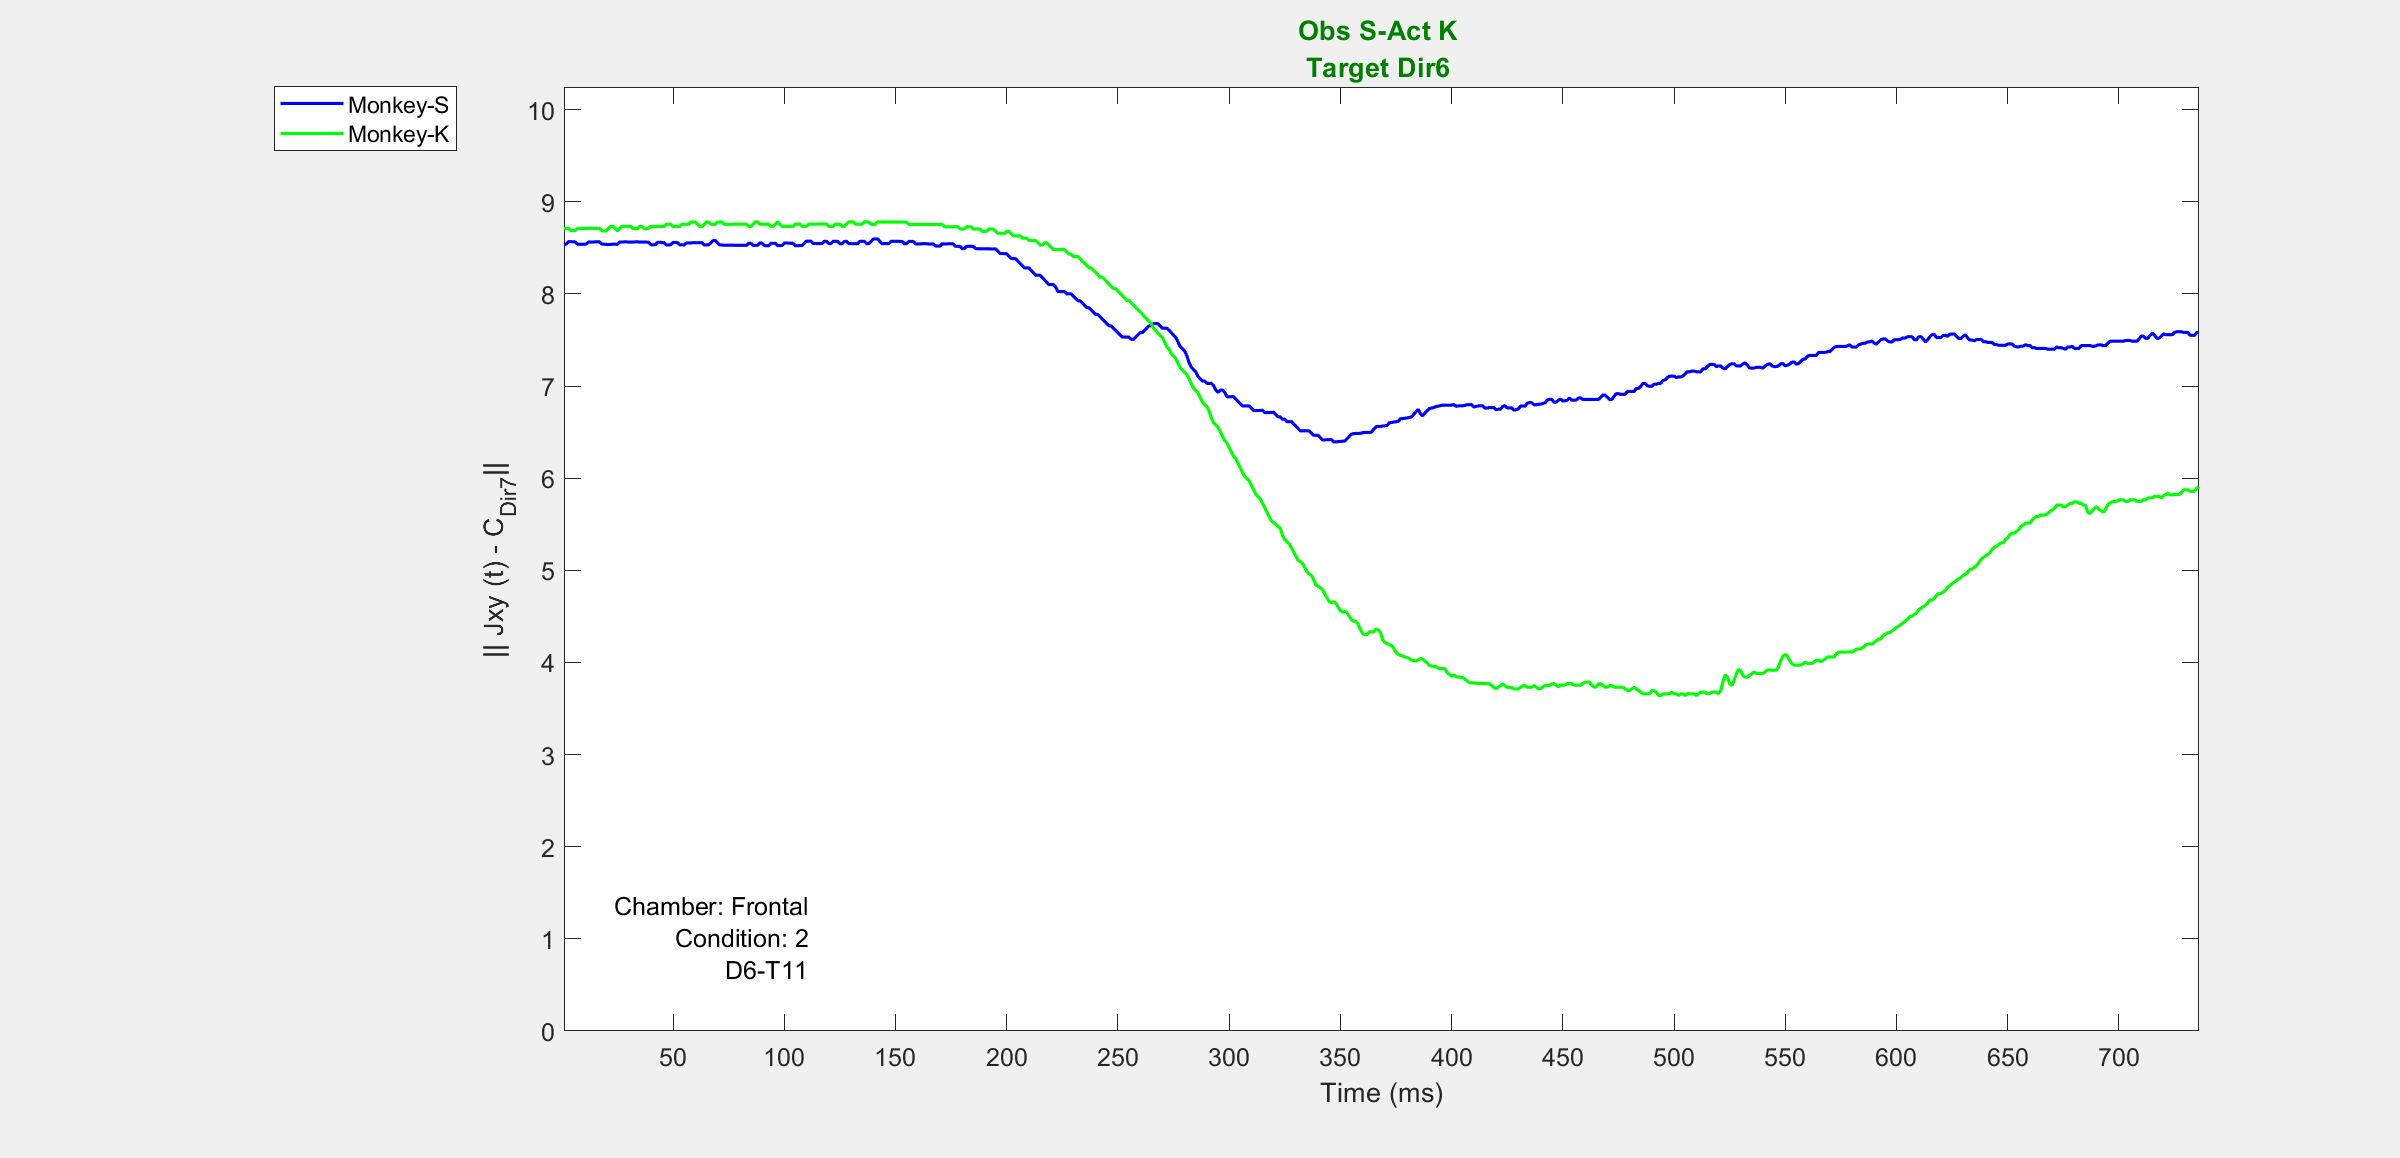 Obs S-Act K
Target Dir6
Monkey-S
Monkey-K
10
9
8
7
6
5
4
3
2
1
0
|| Jxy (t) - C_Dir7||
Chamber: Frontal
Condition: 2
D6-T11
50 100 150 200 250 300 350 400 450 500 550 600 650 700
Time (ms)